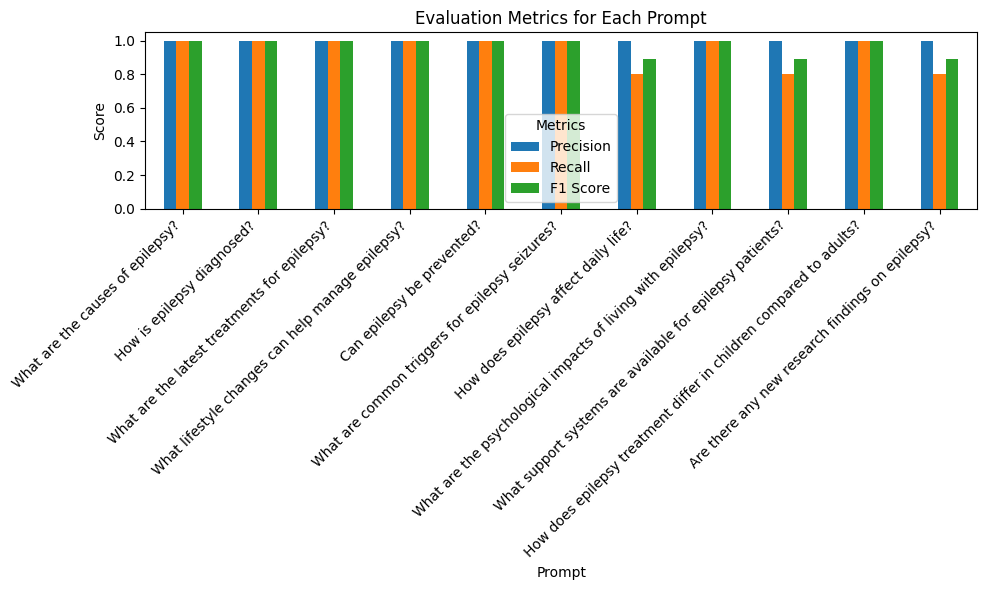 Evaluation Metrics for Each Prompt
Score
1.0
0.8
0.6
0.4
0.2
0.0
Metrics
Precision
Recall
F1 Score
What are the causes of epilepsy?
How is epilepsy diagnosed?
What are the latest treatments for epilepsy?
What lifestyle changes can help manage epilepsy?
Can epilepsy be prevented?
What are common triggers for epilepsy seizures?
How does epilepsy affect daily life?
What are the psychological impacts of living with epilepsy?
What support systems are available for epilepsy patients?
How does epilepsy treatment differ in children compared to adults?
Are there any new research findings on epilepsy?
Prompt